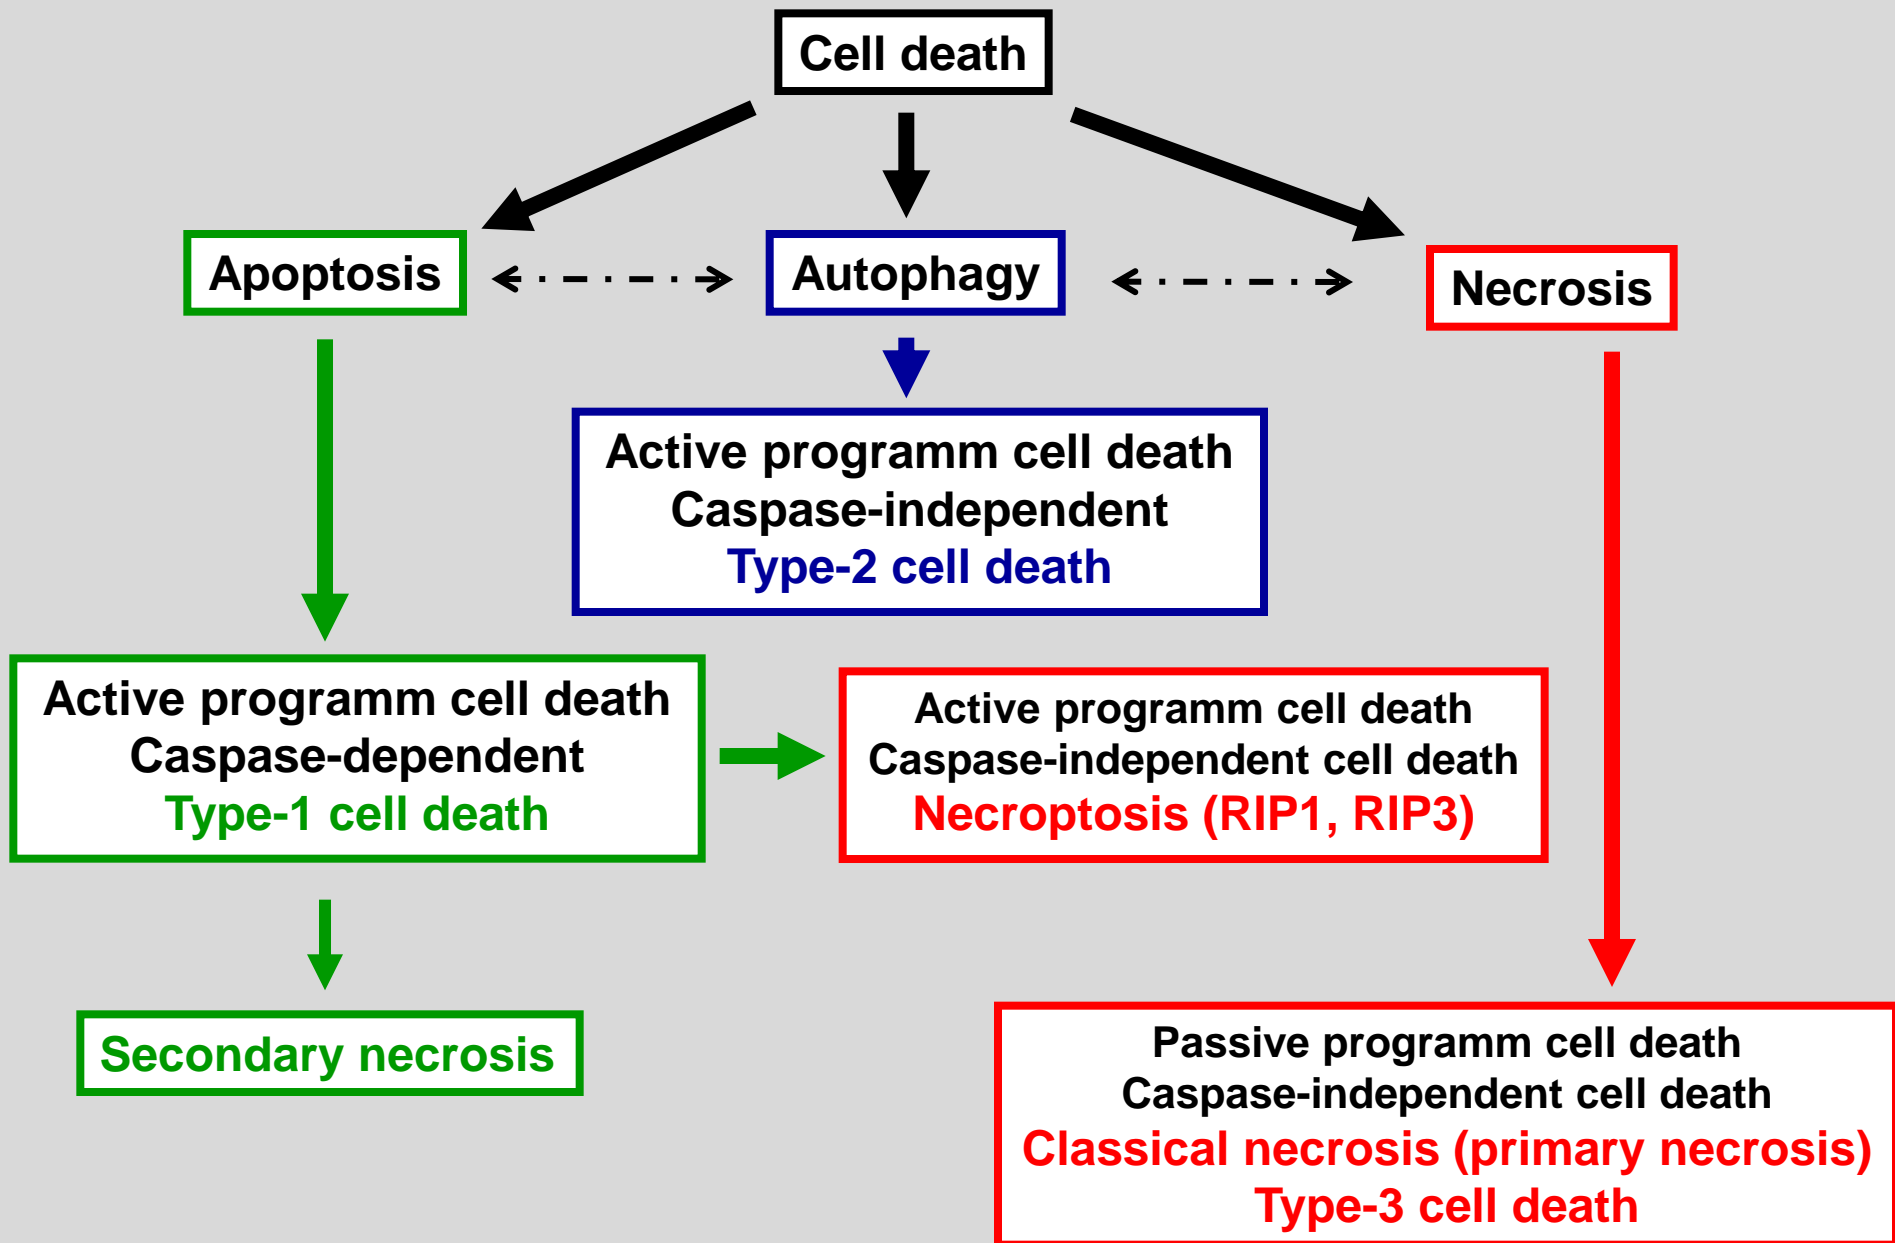 Cell death
Apoptosis
Autophagy
Necrosis
Active programm cell death
Caspase-independent
Type-2 cell death
Active programm cell death
Caspase-dependent
Type-1 cell death
Active programm cell death
Caspase-independent cell death
Necroptosis (RIP1, RIP3)
Secondary necrosis
Passive programm cell death
Caspase-independent cell death
Classical necrosis (primary necrosis)
Type-3 cell death